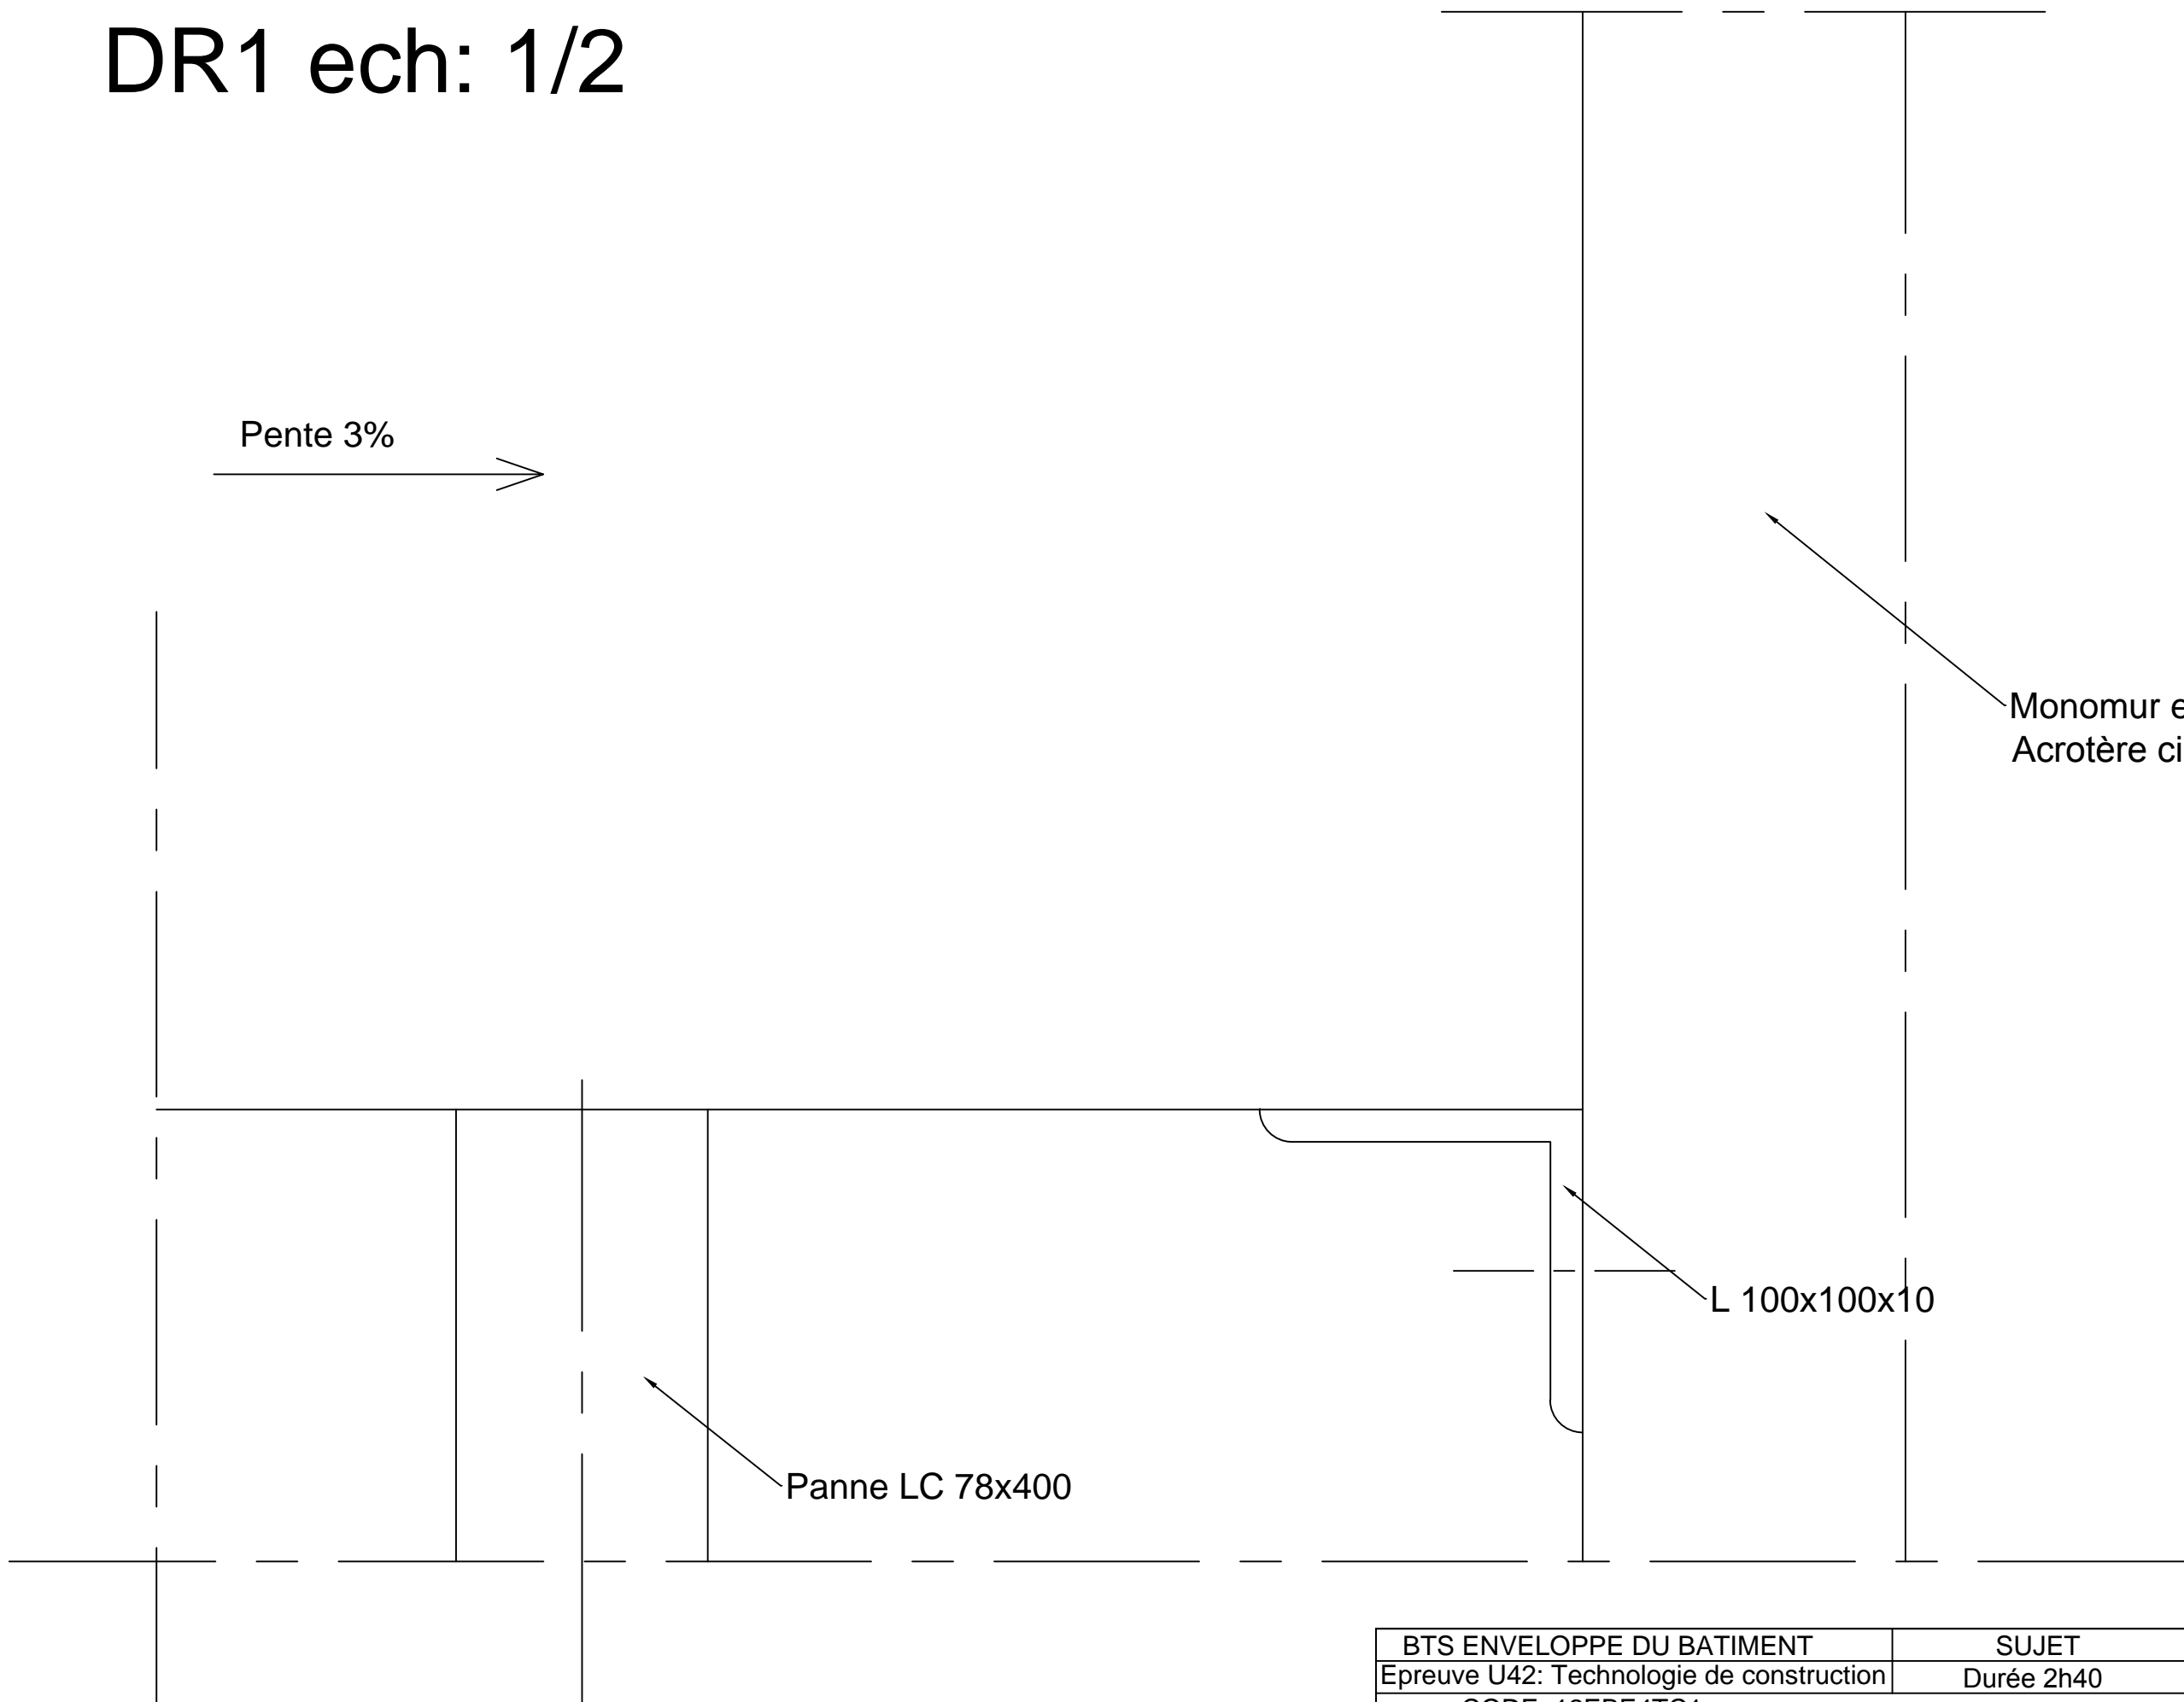 DR1 ech: 1/2
Pente 3%
Monomur
Acrotère
L 100x100x10
Panne LC 78x400
BTS ENVELOPPE DU BATIMENT SUJET
Epreuve U42: Technologie de construction Durée 2h40